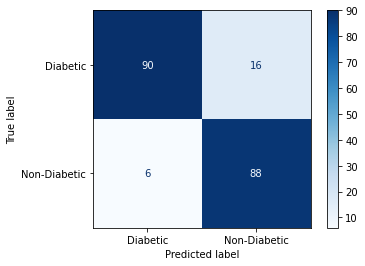 Diabetic 90 16
Non-Diabetic 6 88
Diabetic Non-Diabetic
Predicted label
True label
90
80
70
60
50
40
30
20
10